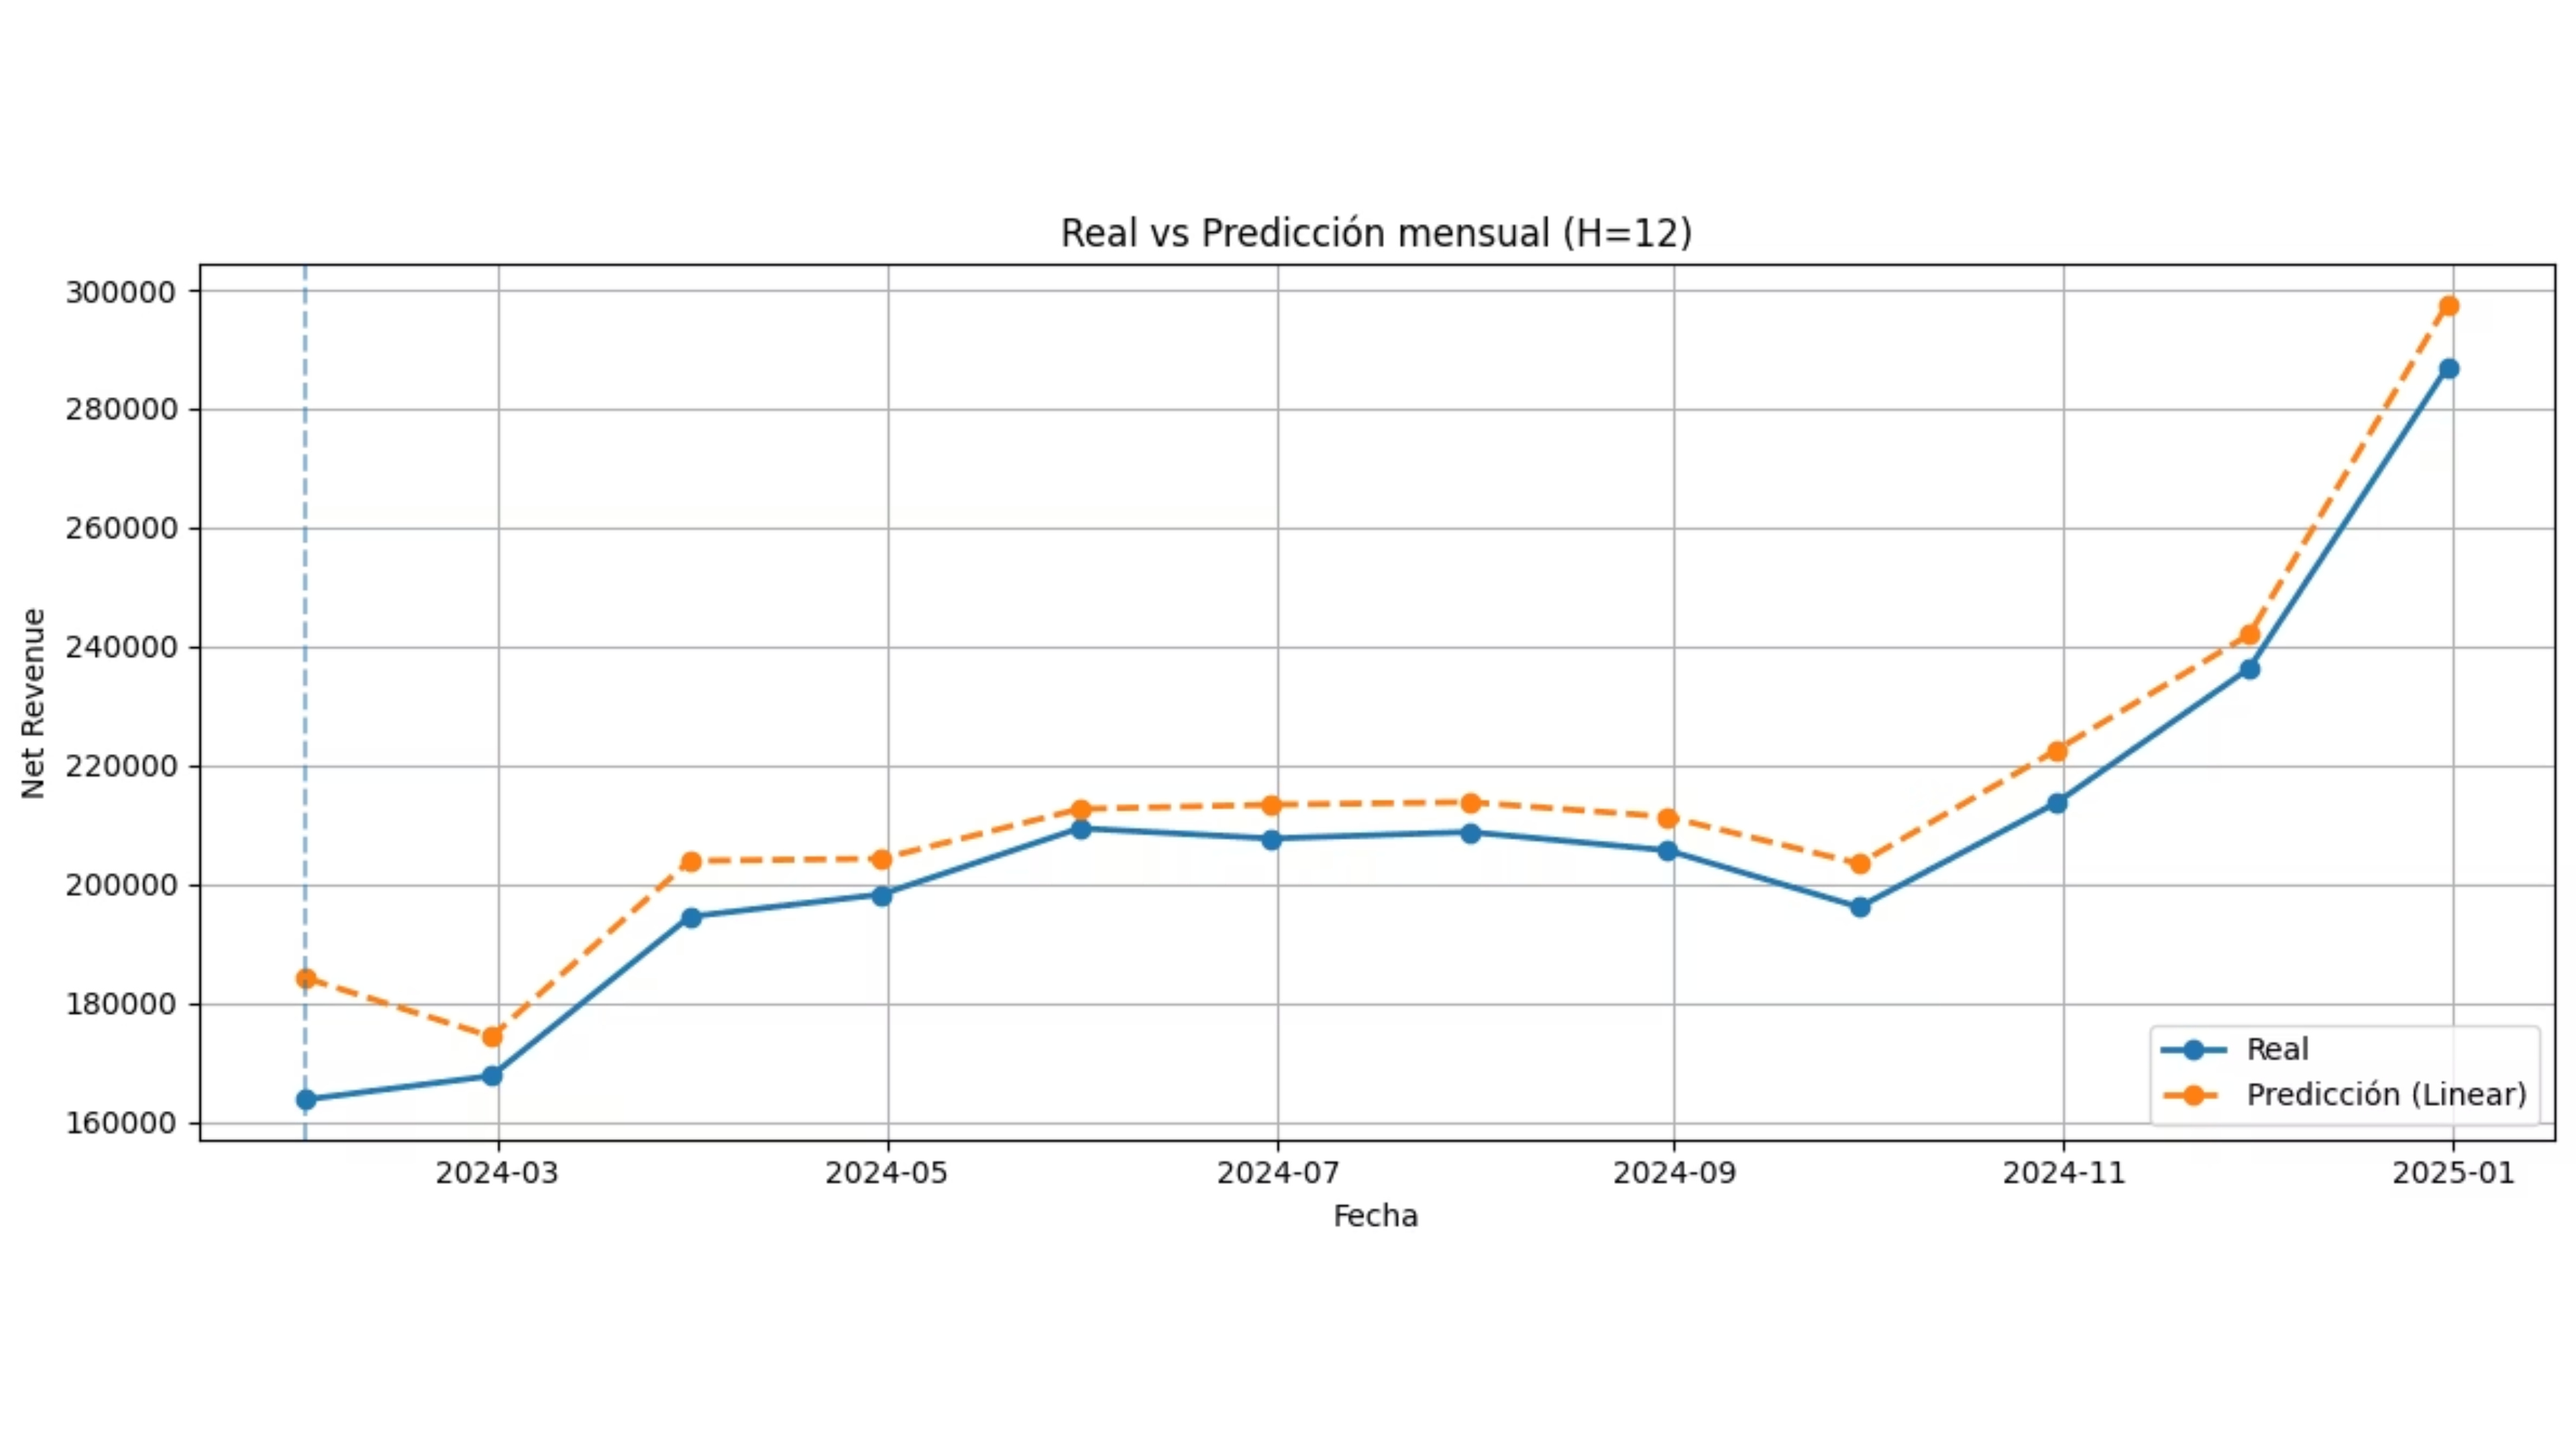 Real vs Predicción mensual (H=12)
Net Revenue
300000
280000
260000
240000
220000
200000
180000
160000
2024-03
2024-05
2024-07
2024-09
2024-11
2025-01
Fecha
Real
Predicción (Linear)